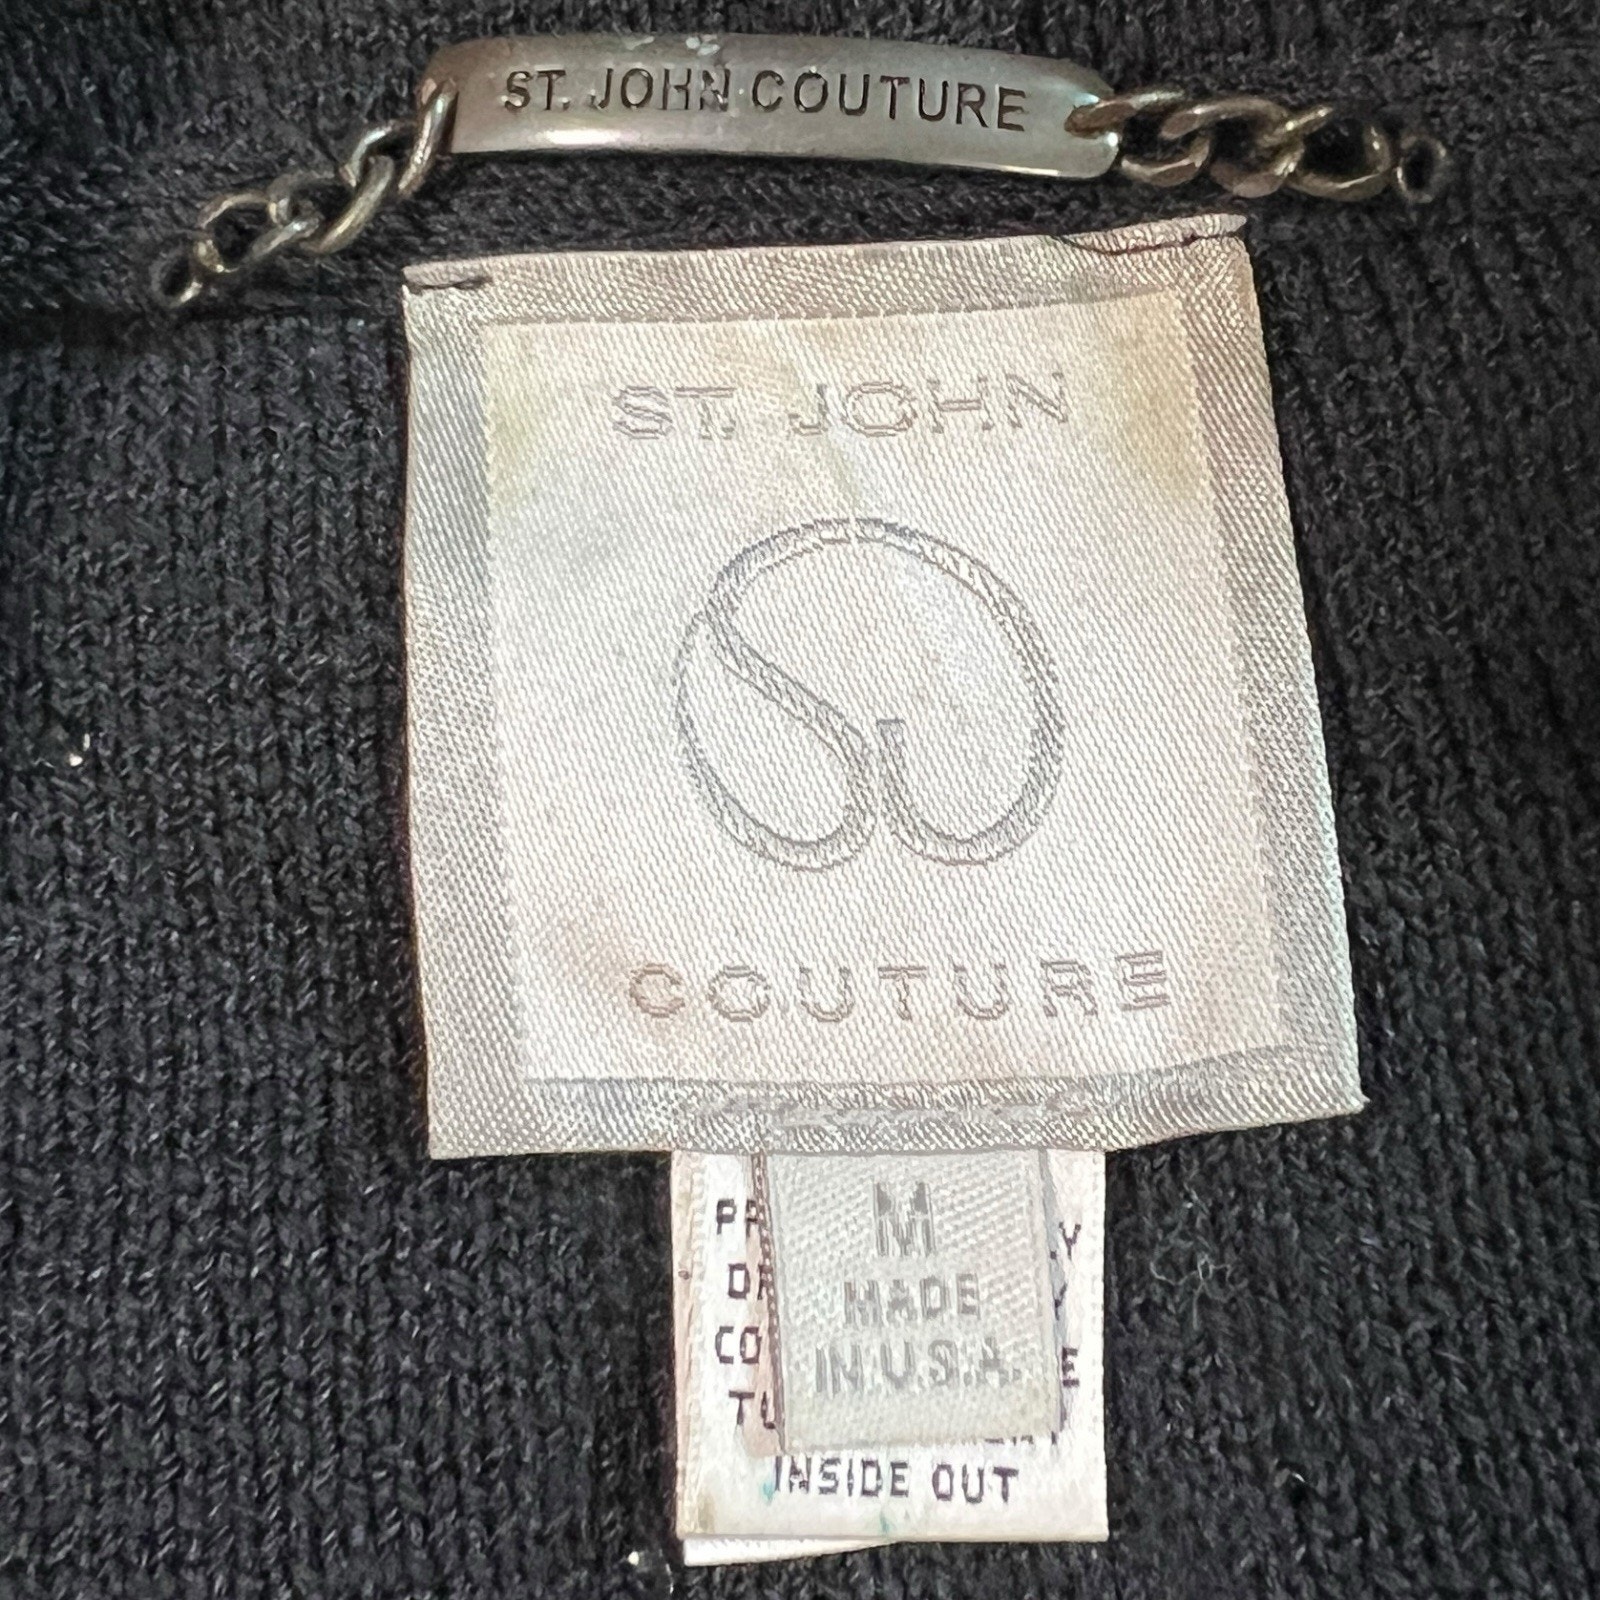 ST. JOHN COUTURE
ST. JOHN
COUTURE
M
MADE
IN U.S.A.
INSIDE OUT